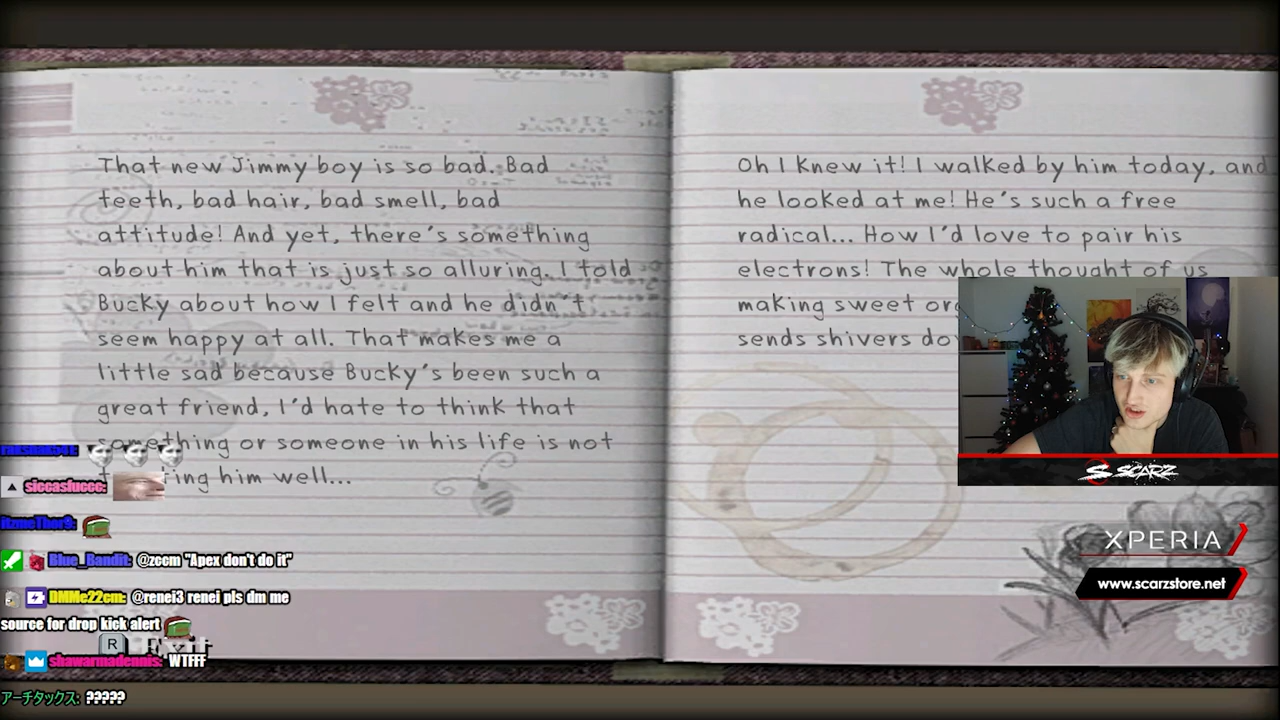 That new Jimmy boy is so bad. Bad
teeth, bad hair, bad smell, bad
attitude! And yet, there's something
about him that is just so alluring. I told
Bucky about how I felt and he didn't
seem happy at all. That makes me a
little sad because Bucky's been such a
great friend, I'd hate to think that
something or someone in his life is not
him well...
Oh I Knew it! I walked by him today, and
he looked at me! He's such a free
radical... How I'd love to pair his
electrons! The whole thought of us
making sweet
sends shivers
siccasfuccc:
itzmeThor9:
Blue_Bandit: @zccm "Apex don't do it"
DMMe22cm: @renei3 renei pls dm me
source for drop kick alert
R Exit
shawarmadennis: WTFFF
アーチタックス: ?????
S SCARZ
XPERIA
www.scarzstore.net